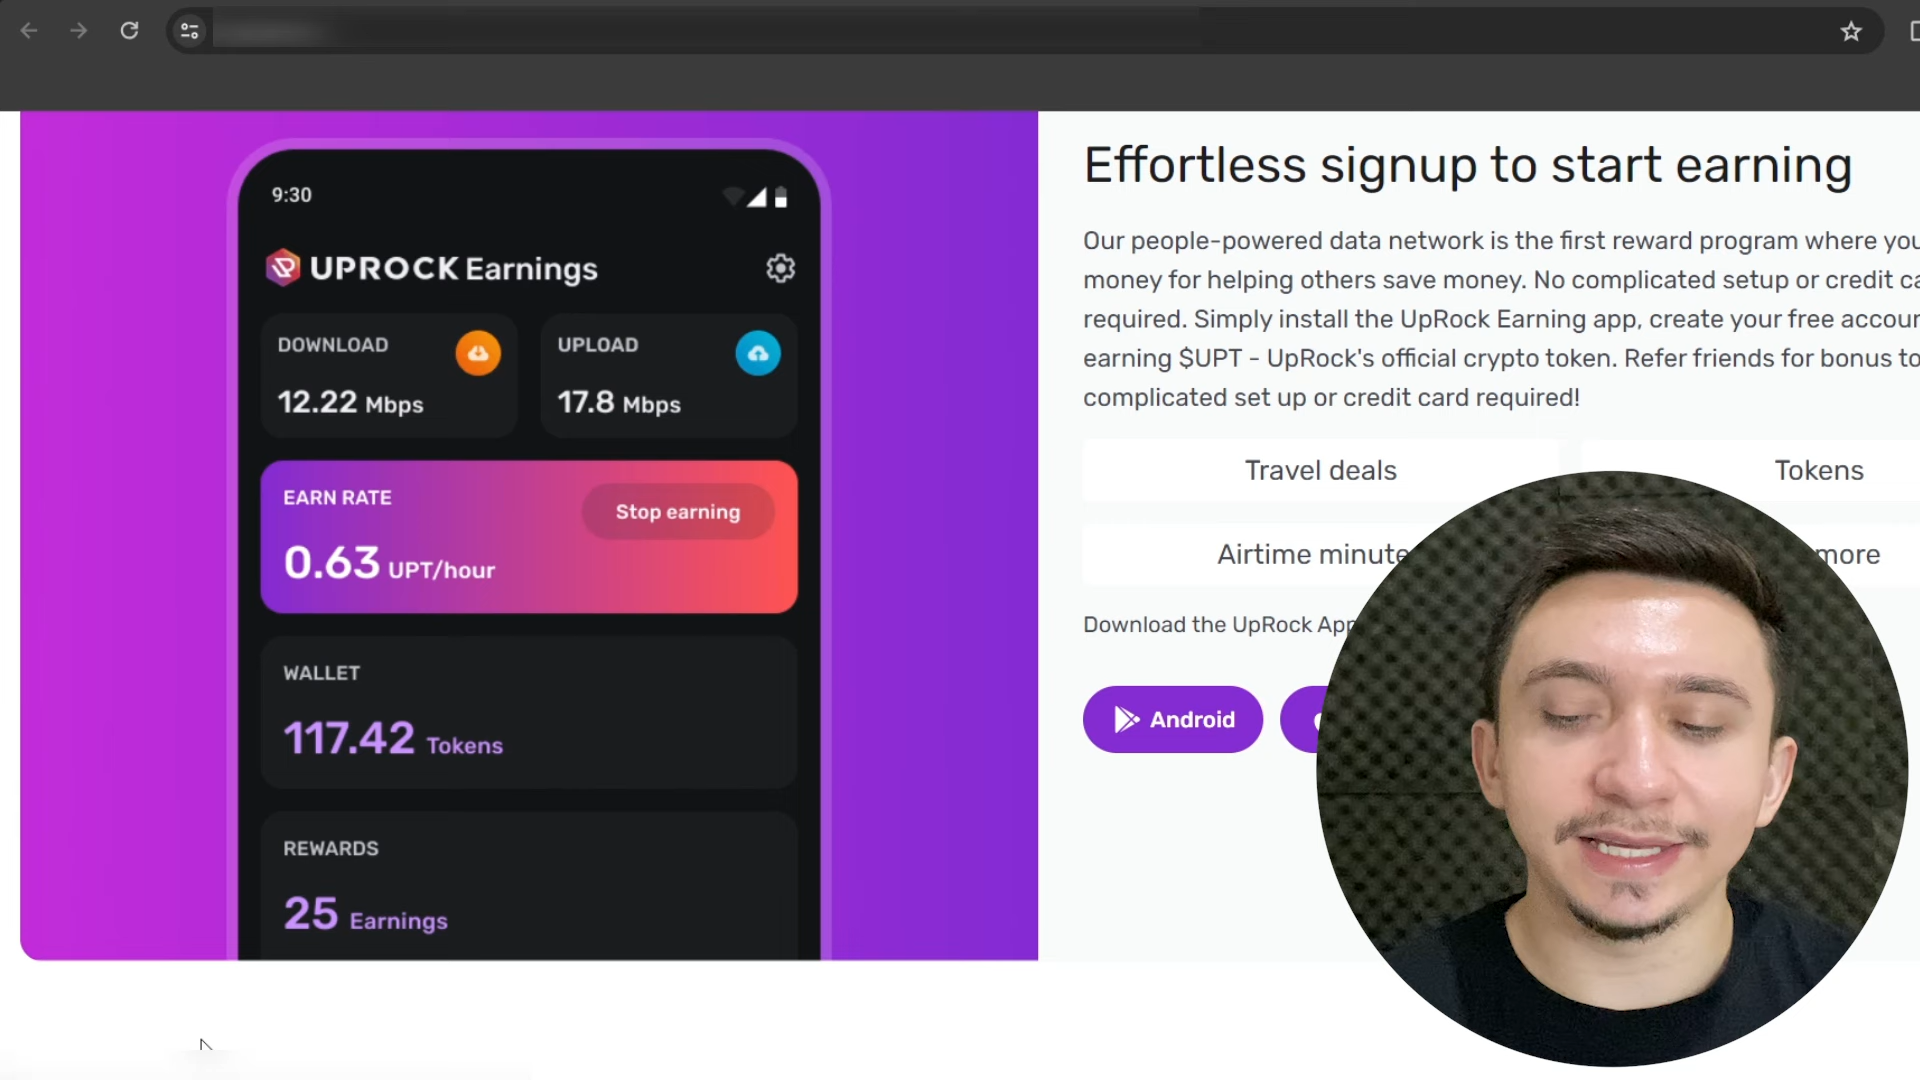 9:30
UPROCK Earnings
DOWNLOAD
12.22 Mbps
UPLOAD
17.8 Mbps
EARN RATE
Stop earning
0.63 UPT/hour
WALLET
117.42 Tokens
REWARDS
25 Earnings
Effortless signup to start earning
Our people-powered data network is the first reward program where you
money for helping others save money. No complicated setup or credit
required. Simply install the UpRock Earning app, create your free
earning $UPT - UpRock's official crypto token. Refer friends for bonus
complicated set up or credit card required!
Travel deals
Tokens
Airtime
more
Download the UpRock App
Android